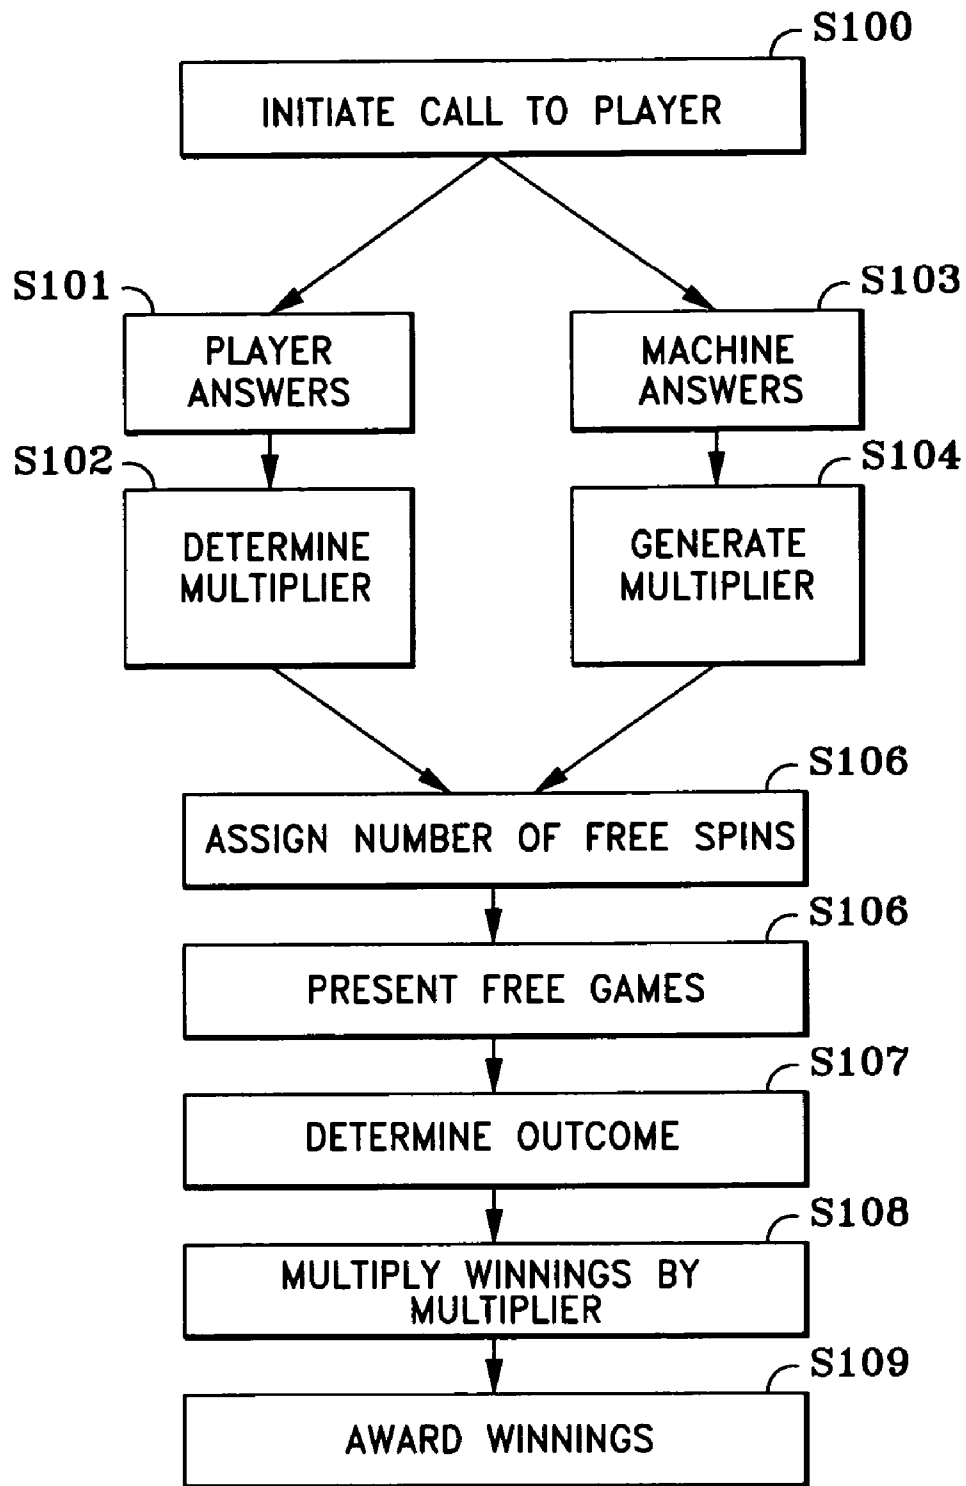 S100
INITIATE CALL TO PLAYER
S101
PLAYER
ANSWERS
S103
MACHINE
ANSWERS
S102
DETERMINE
MULTIPLIER
S104
GENERATE
MULTIPLIER
S106
ASSIGN NUMBER OF FREE SPINS
S106
PRESENT FREE GAMES
S107
DETERMINE OUTCOME
S108
MULTIPLY WINNINGS BY
MULTIPLIER
S109
AWARD WINNINGS